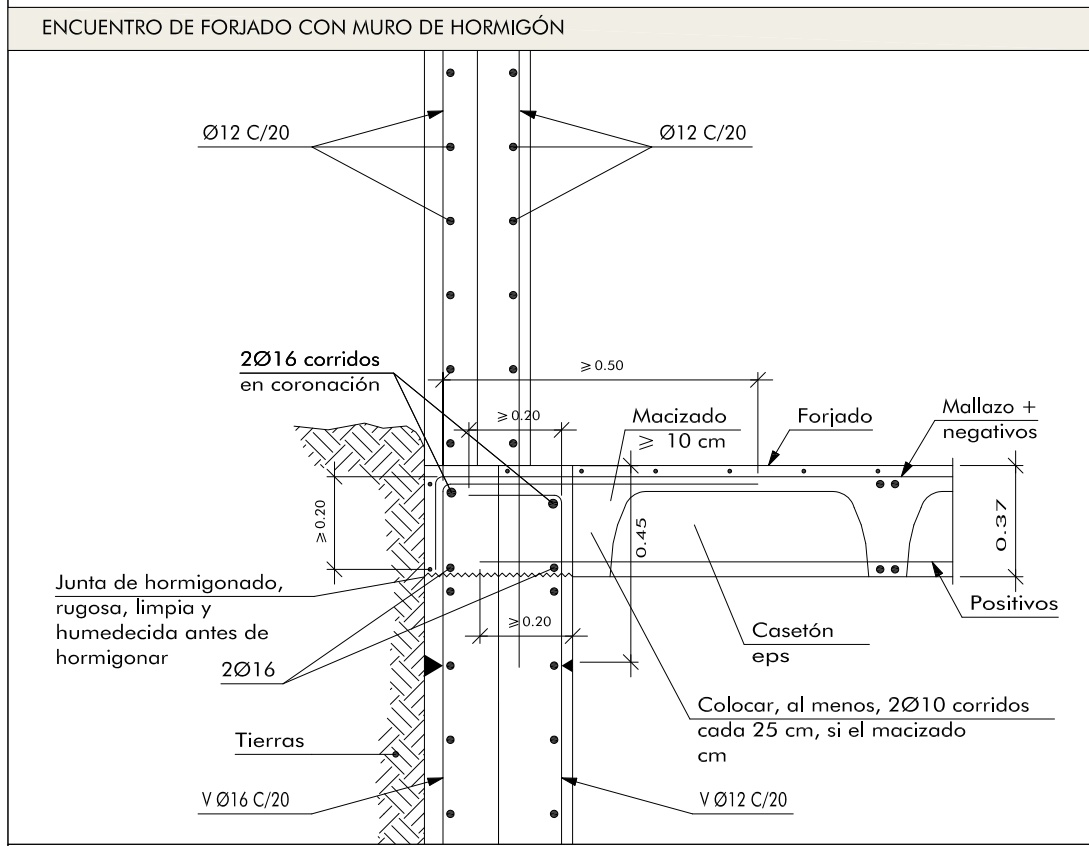 ENCUENTRO DE FORJADO CON MURO DE HORMIGÓN
Ø12 C/20
Ø12 C/20
2Ø16 corridos
en coronación
≥ 0.50
≥0.20
Macizado
≥ 10 cm
Forjado
Mallazo +
negativos
≥0.20
0.45
0.37
Junta de hormigonado,
rugosa, limpia y
humedecida antes de
hormigonar
≥0.20
Positivos
Casetón
eps
2Ø16
Colocar, al menos, 2Ø10 corridos
cada 25 cm, si el macizado
cm
Tierras
V Ø16 C/20
V Ø12 C/20